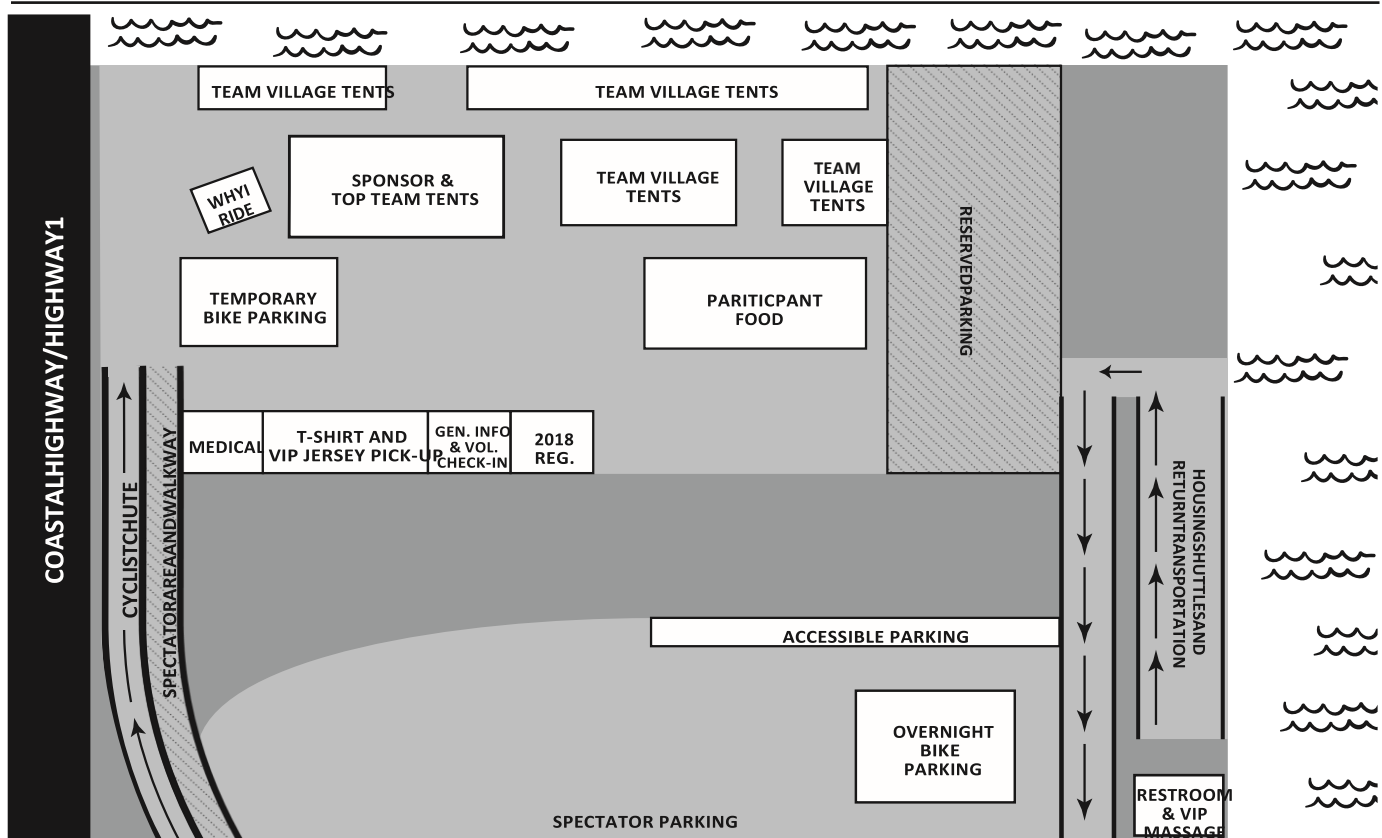 TEAM VILLAGE TENTS
TEAM VILLAGE TENTS
WHYI
RIDE
SPONSOR &
TOP TEAM TENTS
TEAM VILLAGE
TENTS
TEAM
VILLAGE
TENTS
RESERVEDPARKING
COASTALHIGHWAY/HIGHWAY1
TEMPORARY
BIKE PARKING
PARITICPANT
FOOD
MEDICAL
T-SHIRT AND
VIP JERSEY PICK-UP
GEN. INFO
& VOL.
CHECK-IN
2018
REG.
CYCLISTCHUTE
SPECTATORAREAANDWALKWAY
HOUSINGSHUTTLESAND
RETURNTRANSPORTATION
ACCESSIBLE PARKING
OVERNIGHT
BIKE
PARKING
SPECTATOR PARKING
RESTROOM
& VIP
MASSAGE